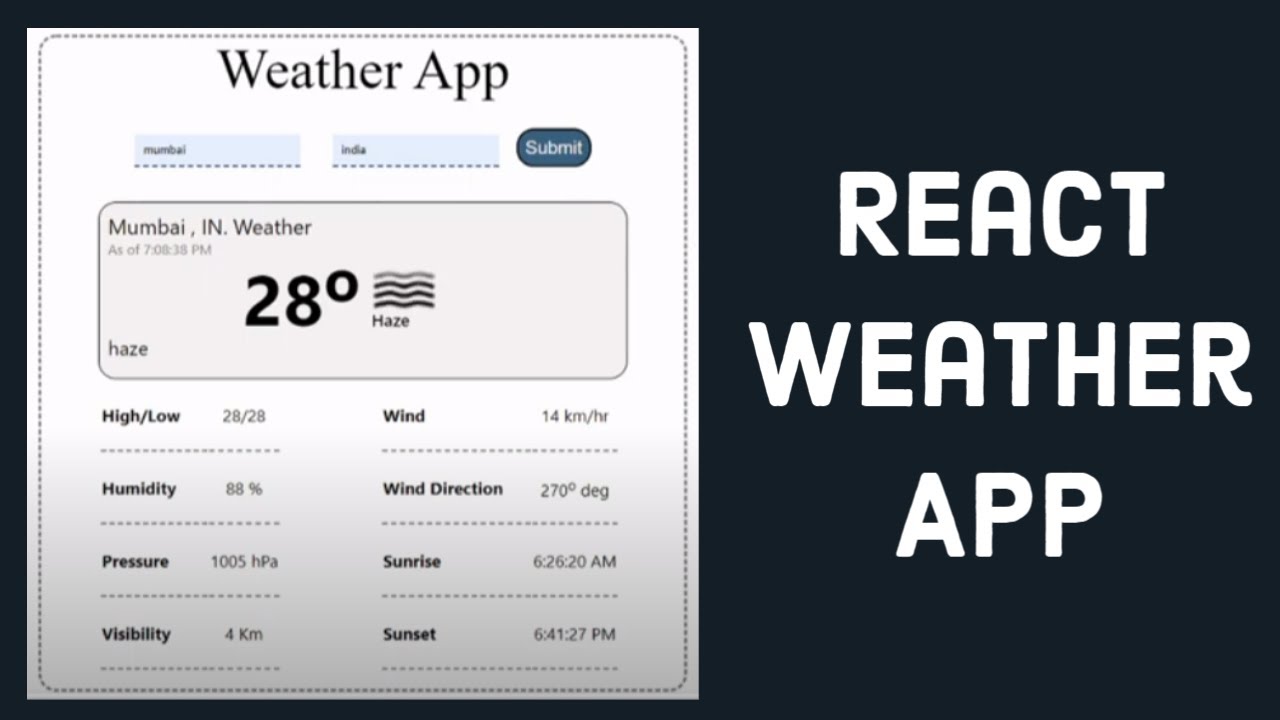 Weather App
mumbai india Submit
Mumbai , IN. Weather
As of 7:08:38 PM
28º
Haze
haze
High/Low 28/28 Wind 14 km/hr
Humidity 88 % Wind Direction 270º deg
Pressure 1005 hPa Sunrise 6:26:20 AM
Visibility 4 Km Sunset 6:41:27 PM
REACT
WEATHER
APP